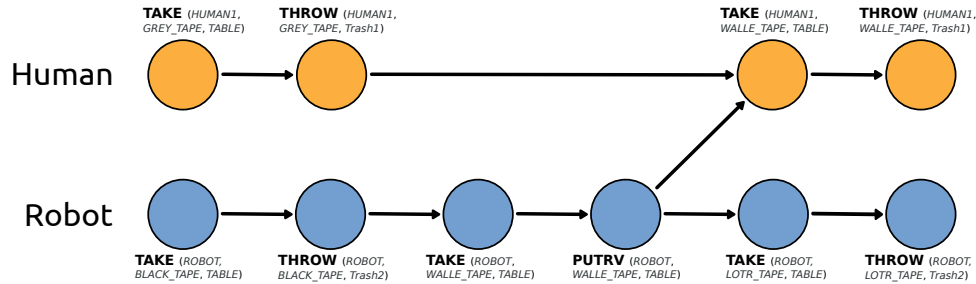 TAKE (HUMAN1,
GREY_TAPE, TABLE)
THROW (HUMAN1,
GREY_TAPE, Trash1)
TAKE (HUMAN1,
WALLE_TAPE, TABLE)
THROW (HUMAN1,
WALLE_TAPE, Trash1)
Human
Robot
TAKE (ROBOT,
BLACK_TAPE, TABLE)
THROW (ROBOT,
BLACK_TAPE, Trash2)
TAKE (ROBOT,
WALLE_TAPE, TABLE)
PUTRV (ROBOT,
WALLE_TAPE, TABLE)
TAKE (ROBOT,
LOTR_TAPE, TABLE)
THROW (ROBOT,
LOTR_TAPE, Trash2)